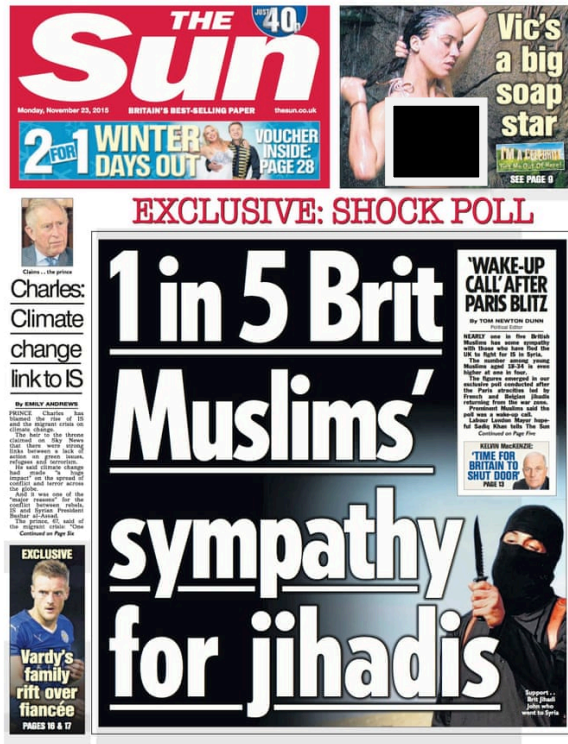 THE
Sun
JUST 40p
Monday, November 23, 2015
BRITAIN'S BEST-SELLING PAPER
thesun.co.uk
2 FOR 1
WINTER
DAYS OUT
VOUCHER
INSIDE:
PAGE 28
Vic's
a big
soap
star
I'M A CELEBRITY
SEE PAGE 9
EXCLUSIVE: SHOCK POLL
Claims .. the prince
Charles:
Climate
change
link to IS
By EMILY ANDREWS
PRINCE Charles has
blamed the rise of IS
and the migrant crisis on
climate change.
The heir to the throne
claimed on Sky News
that there were strong
links between a lack of
action on green issues,
refugees and terrorism.
He said climate change
had made "a huge
impact" on the spread of
conflict and terror across
the globe.
And it was one of the
"major reasons" for the
conflict between rebels,
IS and Syrian President
Bashar al-Assad.
The prince, 67, said of
the migrant crisis: "One
Continued on Page Six
EXCLUSIVE
Vardy's
family
rift over
fiancée
PAGES 16 & 17
1 in 5 Brit
Muslims'
sympathy
for jihadis
'WAKE-UP
CALL' AFTER
PARIS BLITZ
By TOM NEWTON DUNN
Political Editor
NEARLY one in five British
Muslims has some sympathy
with those who have fled the
UK to fight for IS in Syria.
The number among young
Muslims aged 18-34 is even
higher at one in four.
The figures emerged in our
exclusive poll conducted after
the Paris atrocities led by
French and Belgian jihadis
returning from the war zone.
Prominent Muslims said the
poll was a wake-up call.
Labour London Mayor hope-
ful Sadiq Khan tells The Sun
Continued on Page Five
KELVIN MacKENZIE:
'TIME FOR
BRITAIN TO
SHUT DOOR'
PAGE 13
Support ..
Brit Jihadi
John who
went to Syria